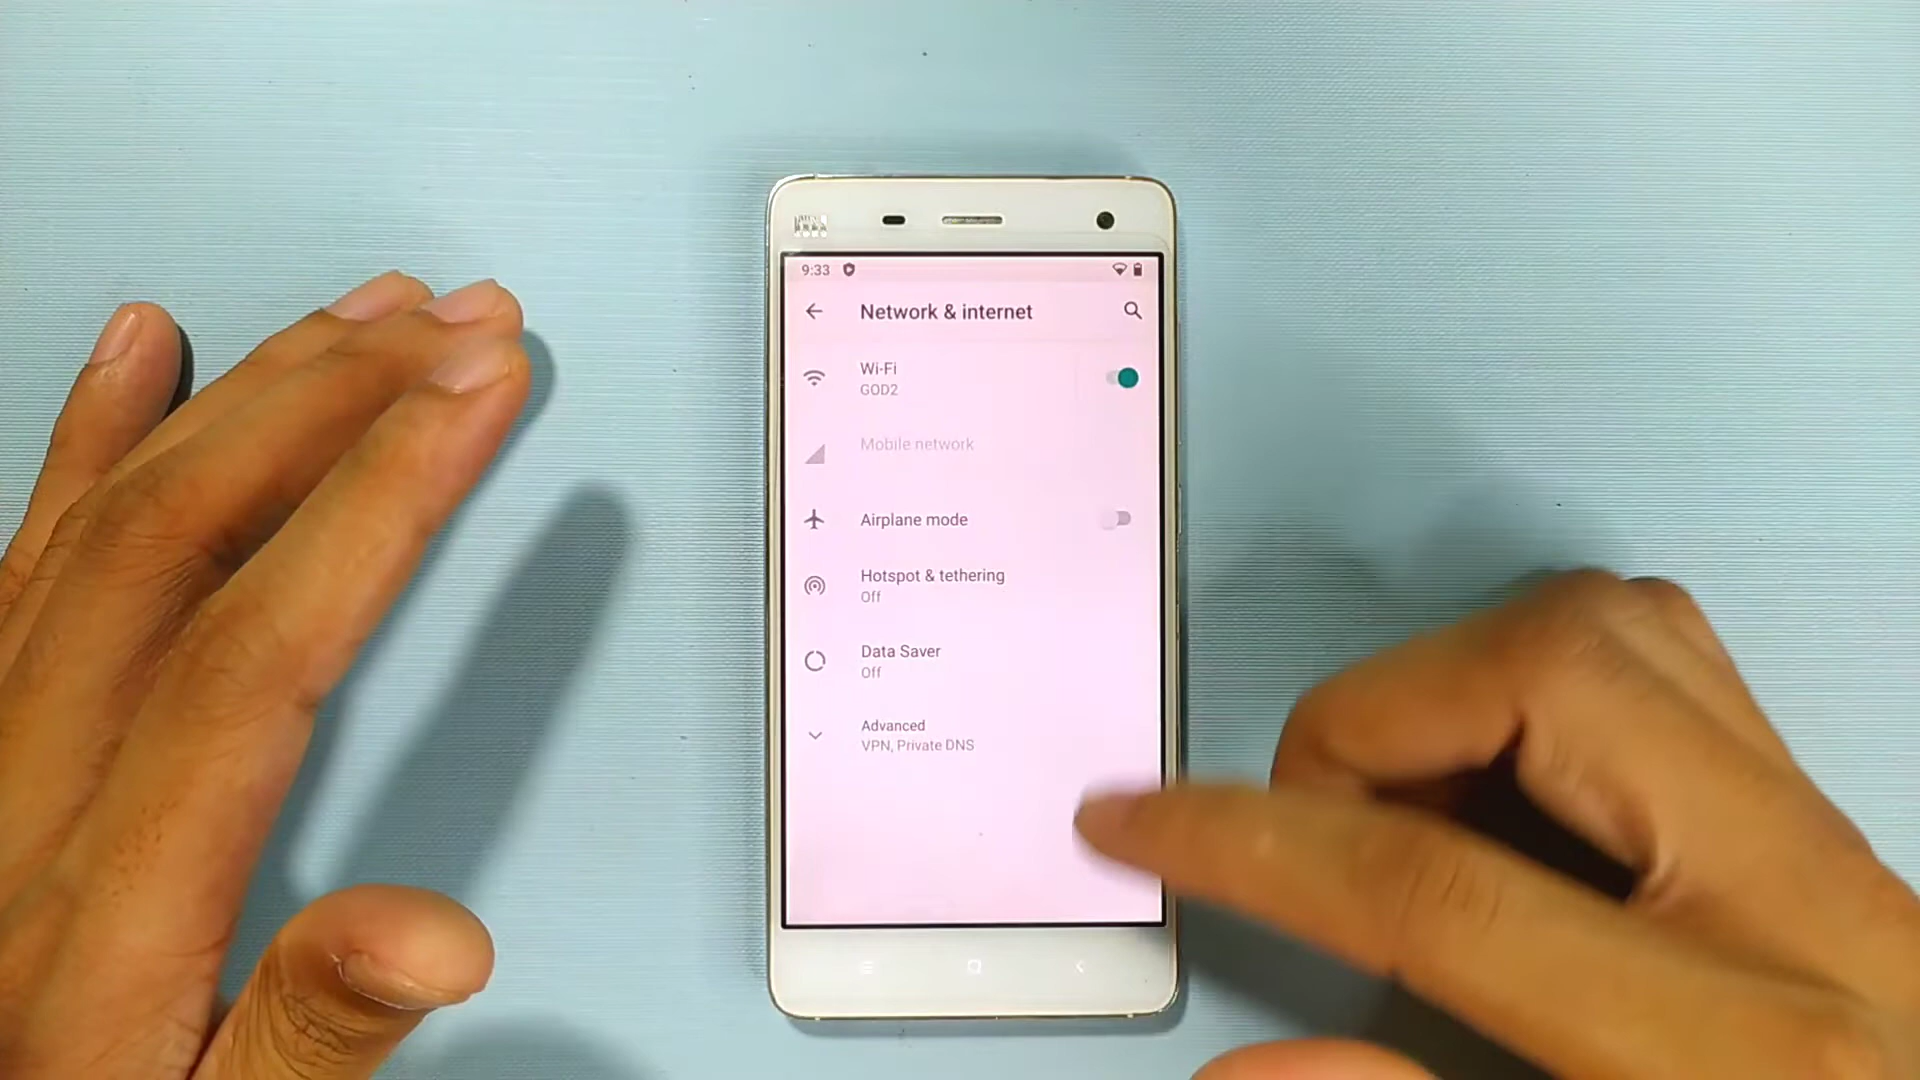 9:33
Network & internet
Wi-Fi
GOD2
Mobile network
Airplane mode
Hotspot & tethering
Off
Data Saver
Off
Advanced
VPN, Private DNS